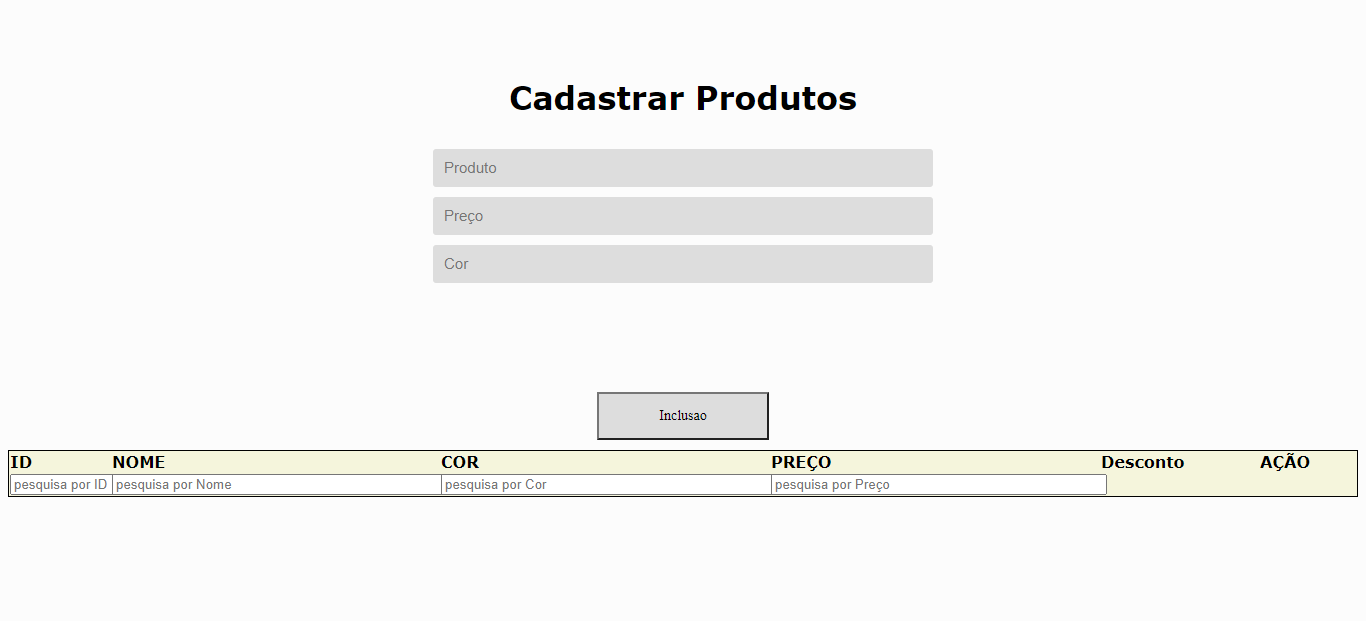 Cadastrar Produtos
Produto
Preço
Cor
Inclusao
ID NOME COR PREÇO Desconto AÇÃO
pesquisa por ID pesquisa por Nome pesquisa por Cor pesquisa por Preço